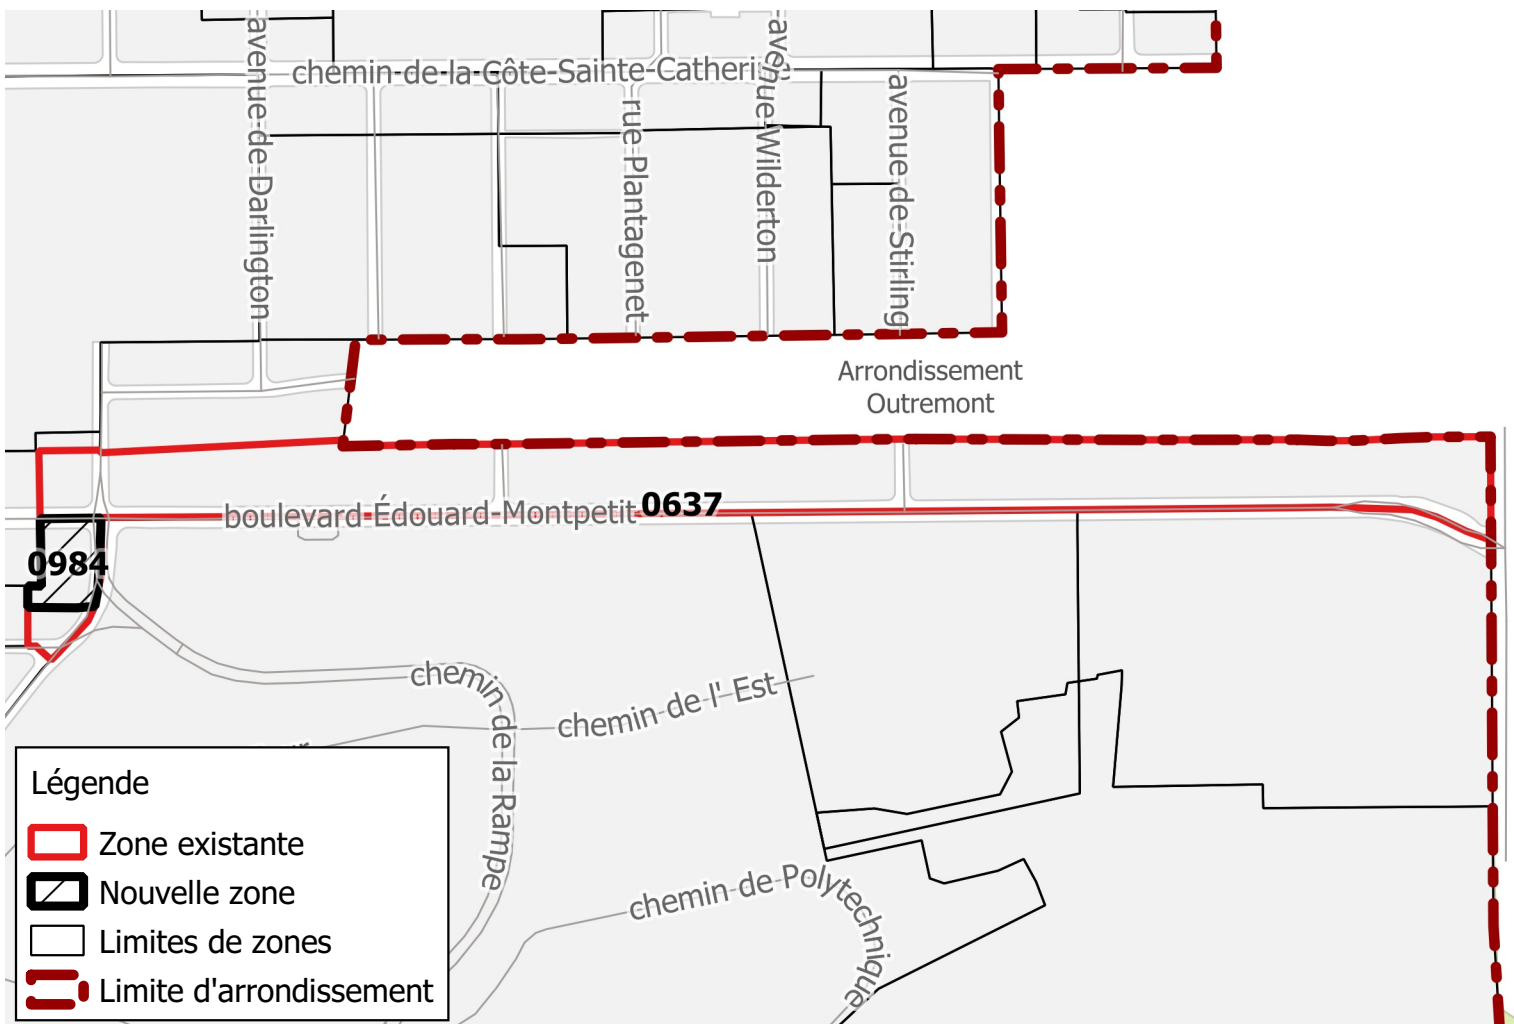 avenue-de-Darlington
chemin-de-la-Côte-Sainte-Catherine
rue-Plantagenet
avenue-Wilderton
avenue-de-Stirling
Arrondissement
Outremont
boulevard-Édouard-Montpetit
0637
0984
chemin-de-la-Rampe
chemin de l' Est
chemin de Polytechnique
Légende
Zone existante
Nouvelle zone
Limites de zones
Limite d'arrondissement